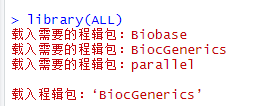 > library(ALL)
载入需要的程辑包：Biobase
载入需要的程辑包：BiocGenerics
载入需要的程辑包：parallel
载入程辑包：‘BiocGenerics’